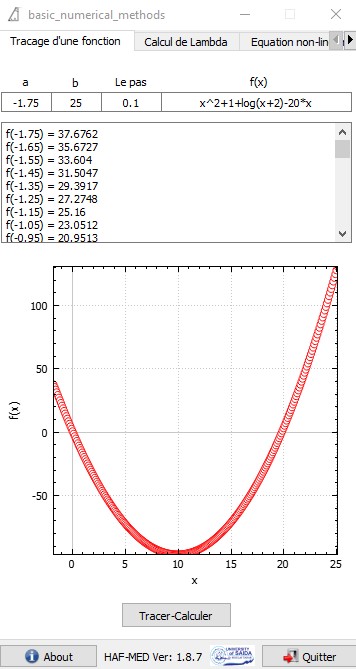 basic_numerical_methods
Tracage d'une fonction Calcul de Lambda Equation non-lin
a b Le pas f(x)
-1.75 25 0.1 x^2+1+log(x+2)-20*x
f(-1.75) = 37.6762
f(-1.65) = 35.6727
f(-1.55) = 33.604
f(-1.45) = 31.5047
f(-1.35) = 29.3917
f(-1.25) = 27.2748
f(-1.15) = 25.16
f(-1.05) = 23.0512
f(-0.95) = 20.9513
100
50
0
-50
f(x)
0 5 10 15 20 25
x
Tracer-Calculer
About HAF-MED Ver: 1.8.7 UNIVERSITY OF SAIDA Quitter